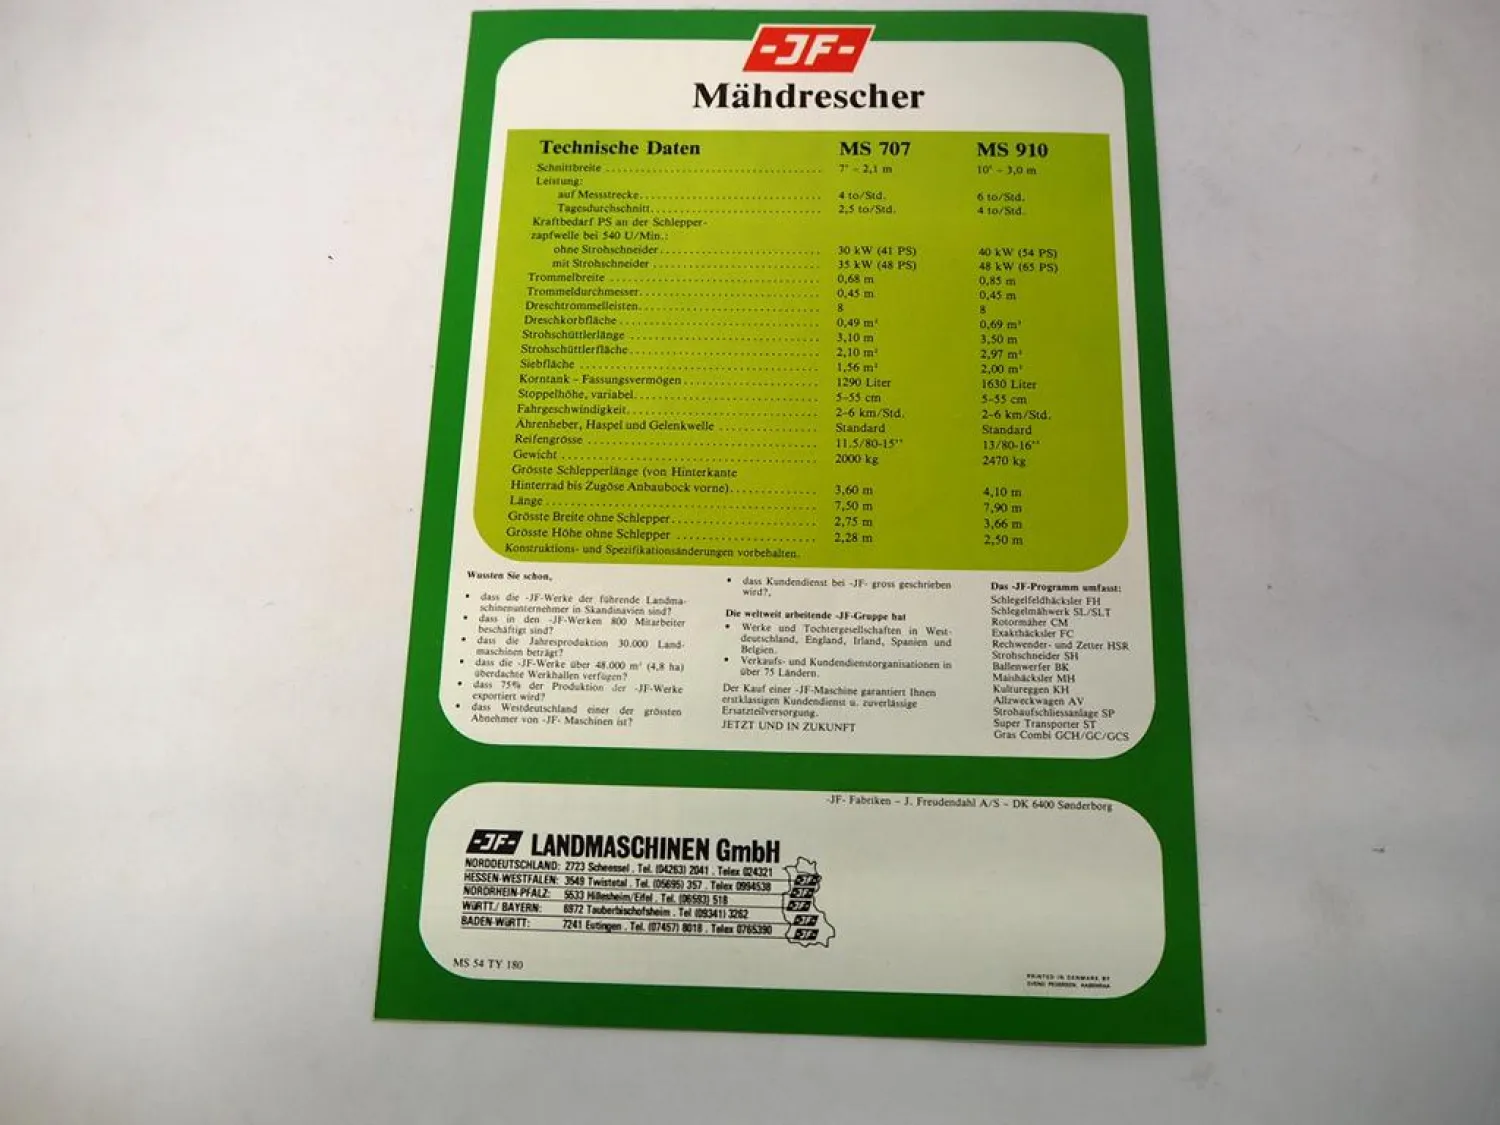 -JF-
Mähdrescher
Technische Daten MS 707 MS 910
Schnittbreite 7' – 2,1 m 10' – 3,0 m
Leistung:
auf Messstrecke 4 to/Std. 6 to/Std.
Tagesdurchschnitt 2,5 to/Std. 4 to/Std.
Kraftbedarf PS an der Schlepper-
zapfwelle bei 540 U/Min.:
ohne Strohschneider 30 kW (41 PS) 40 kW (54 PS)
mit Strohschneider 35 kW (48 PS) 48 kW (65 PS)
Trommelbreite 0,68 m 0,85 m
Trommeldurchmesser 0,45 m 0,45 m
Dreschtrommelleisten 8 8
Dreschkorbfläche 0,49 m² 0,69 m²
Strohschüttlerlänge 3,10 m 3,50 m
Strohschüttlerfläche 2,10 m² 2,97 m²
Siebfläche 1,56 m² 2,00 m²
Korntank – Fassungsvermögen 1290 Liter 1630 Liter
Stoppelhöhe, variabel 5–55 cm 5–55 cm
Fahrgeschwindigkeit 2–6 km/Std. 2–6 km/Std.
Ährenheber, Haspel und Gelenkwelle Standard Standard
Reifengrösse 11.5/80-15'' 13/80-16''
Gewicht 2000 kg 2470 kg
Grösste Schlepperlänge (von Hinterkante
Hinterrad bis Zugöse Anbaubock vorne) 3,60 m 4,10 m
Länge 7,50 m 7,90 m
Grösste Breite ohne Schlepper 2,75 m 3,66 m
Grösste Höhe ohne Schlepper 2,28 m 2,50 m
Konstruktions- und Spezifikationsänderungen vorbehalten.
Wussten Sie schon,
• dass die -JF-Werke der führende Landma-
schinenunternehmer in Skandinavien sind?
• dass in den -JF-Werken 800 Mitarbeiter
beschäftigt sind?
• dass die Jahresproduktion 30.000 Land-
maschinen beträgt?
• dass die -JF-Werke über 48.000 m² (4,8 ha)
überdachte Werkhallen verfügen?
• dass 75% der Produktion der -JF-Werke
exportiert wird?
• dass Westdeutschland einer der grössten
Abnehmer von -JF- Maschinen ist?
• dass Kundendienst bei -JF- gross geschrieben
wird?,
Die weltweit arbeitende -JF-Gruppe hat
• Werke und Tochtergesellschaften in West-
deutschland, England, Irland, Spanien und
Belgien.
• Verkaufs- und Kundendienstorganisationen in
über 75 Ländern.
Der Kauf einer -JF-Maschine garantiert Ihnen
erstklassigen Kundendienst u. zuverlässige
Ersatzteilversorgung.
JETZT UND IN ZUKUNFT
Das -JF-Programm umfasst:
Schlegelfeldhäcksler FH
Schlegelmähwerk SL/SLT
Rotormäher CM
Exakthäcksler FC
Rechwender- und Zetter HSR
Strohschneider SH
Ballenwerfer BK
Maishäcksler MH
Kultureggen KH
Allzweckwagen AV
Strohaufschliessanlage SP
Super Transporter ST
Gras Combi GCH/GC/GCS
-JF- Fabriken – J. Freudendahl A/S – DK 6400 Sønderborg
-JF- LANDMASCHINEN GmbH
NORDDEUTSCHLAND: 2723 Scheessel . Tel. (04263) 2041 . Telex 024321
HESSEN-WESTFALEN: 3549 Twistetal . Tel. (05695) 357 . Telex 0994538
NORDRHEIN-PFALZ: 5533 Hillesheim/Eifel . Tel. (06593) 518
WÜRTT./ BAYERN: 6972 Tauberbischofsheim . Tel (09341) 3262
BADEN-WÜRTT: 7241 Eutingen . Tel. (07457) 8018 . Telex 0765390
-JF-
-JF-
-JF-
-JF-
-JF-
MS 54 TY 180
PRINTED IN DENMARK BY
SVEND PEDERSEN, HABERHAA